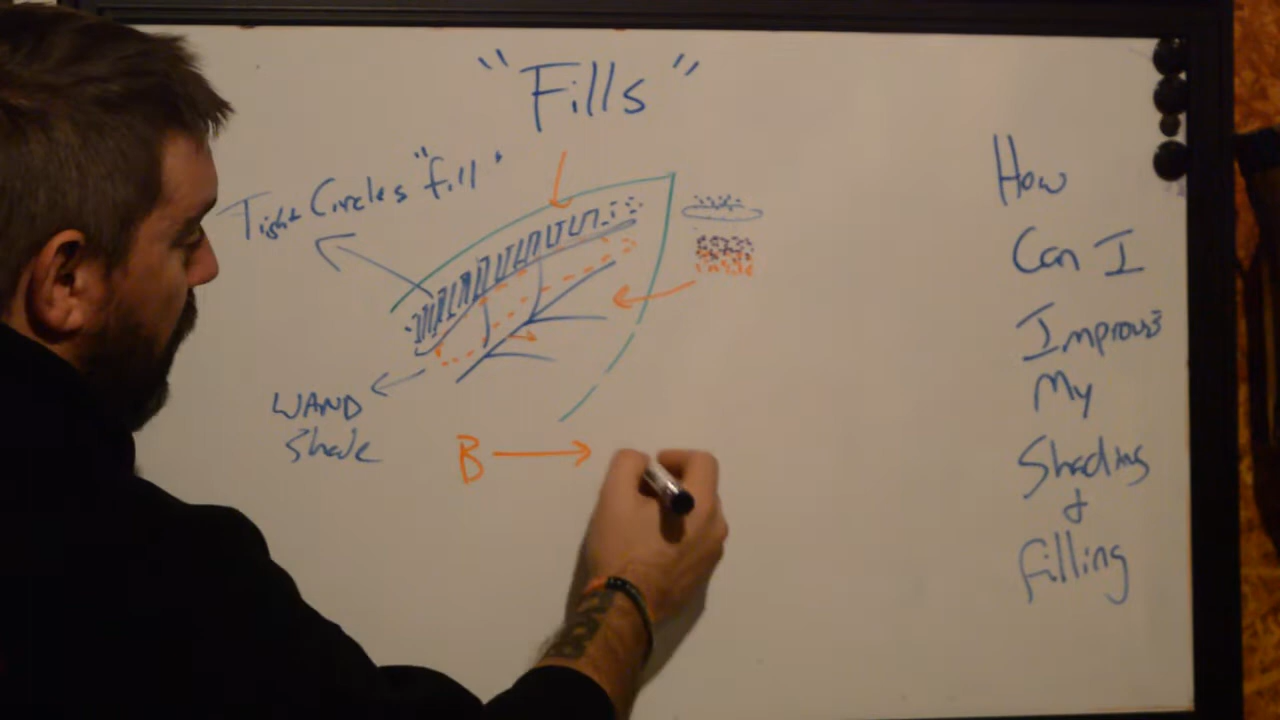 "Fills"
Tight Circles "fill"
WAND
Shade
B
How
Can I
Improve
My
Shading
&
Filling